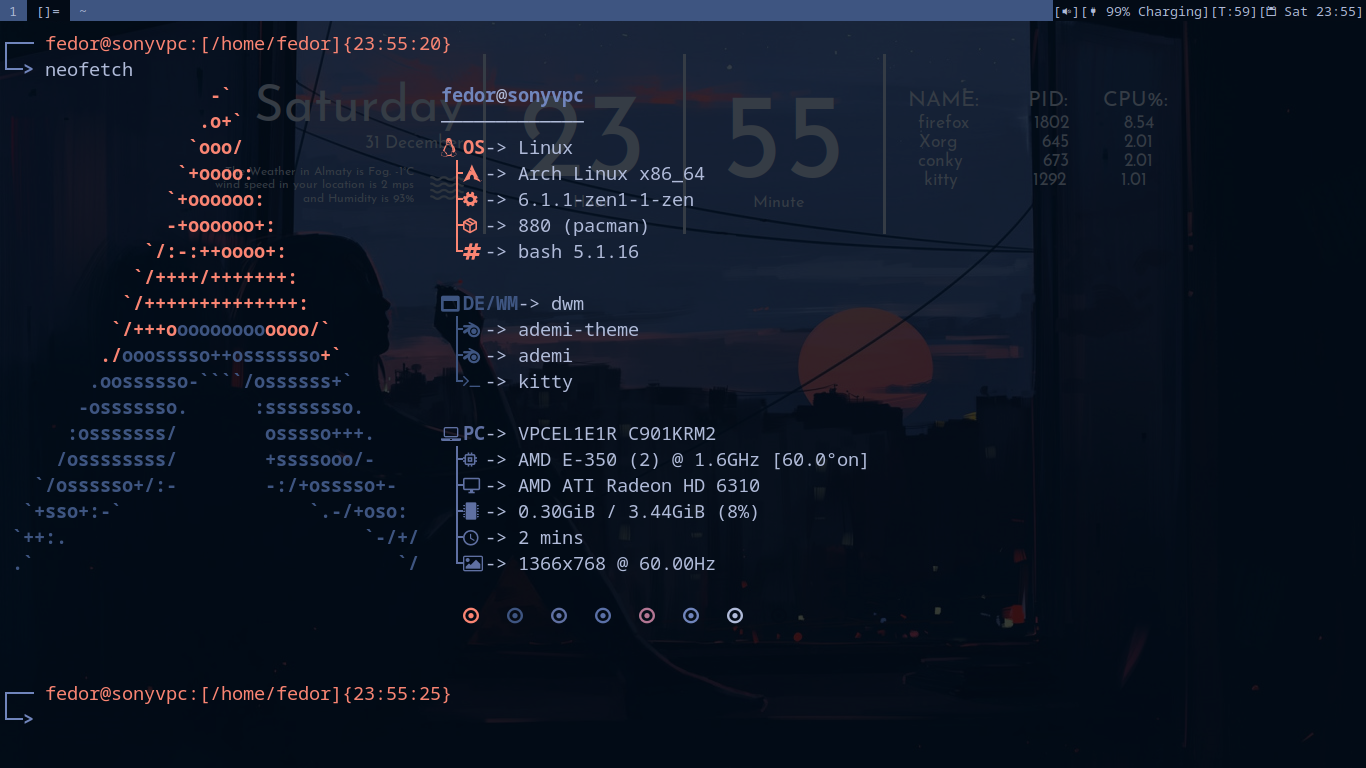 1 []= ~ [][ 99% Charging][T:59][ Sat 23:55]
fedor@sonyvpc:[/home/fedor]{23:55:20}
> neofetch
-`
.o+`
`ooo/
`+oooo:
`+oooooo:
-+oooooo+:
`/:-:++oooo+:
`/++++/+++++++:
`/++++++++++++++:
`/+++ooooooooooooo/`
./ooosssso++osssssso+`
.oossssso-````/ossssss+`
-osssssso. :ssssssso.
:osssssss/ osssso+++.
/ossssssss/ +ssssooo/-
`/ossssso+/:- -:/+osssso+-
`+sso+:-` `.-/+oso:
`++:. `-/+/
.` `/
fedor@sonyvpc
OS-> Linux
-> Arch Linux x86_64
-> 6.1.1-zen1-1-zen
-> 880 (pacman)
-> bash 5.1.16
DE/WM-> dwm
-> ademi-theme
-> ademi
-> kitty
PC-> VPCEL1E1R C901KRM2
-> AMD E-350 (2) @ 1.6GHz [60.0°on]
-> AMD ATI Radeon HD 6310
-> 0.30GiB / 3.44GiB (8%)
-> 2 mins
-> 1366x768 @ 60.00Hz
Saturday
31 December
Weather in Almaty is Fog, -1°C
wind speed in your location is 2 mps
and Humidity is 93%
23
55
Minute
NAME: PID: CPU%:
firefox 1802 8.54
Xorg 645 2.01
conky 673 2.01
kitty 1292 1.01
fedor@sonyvpc:[/home/fedor]{23:55:25}
>